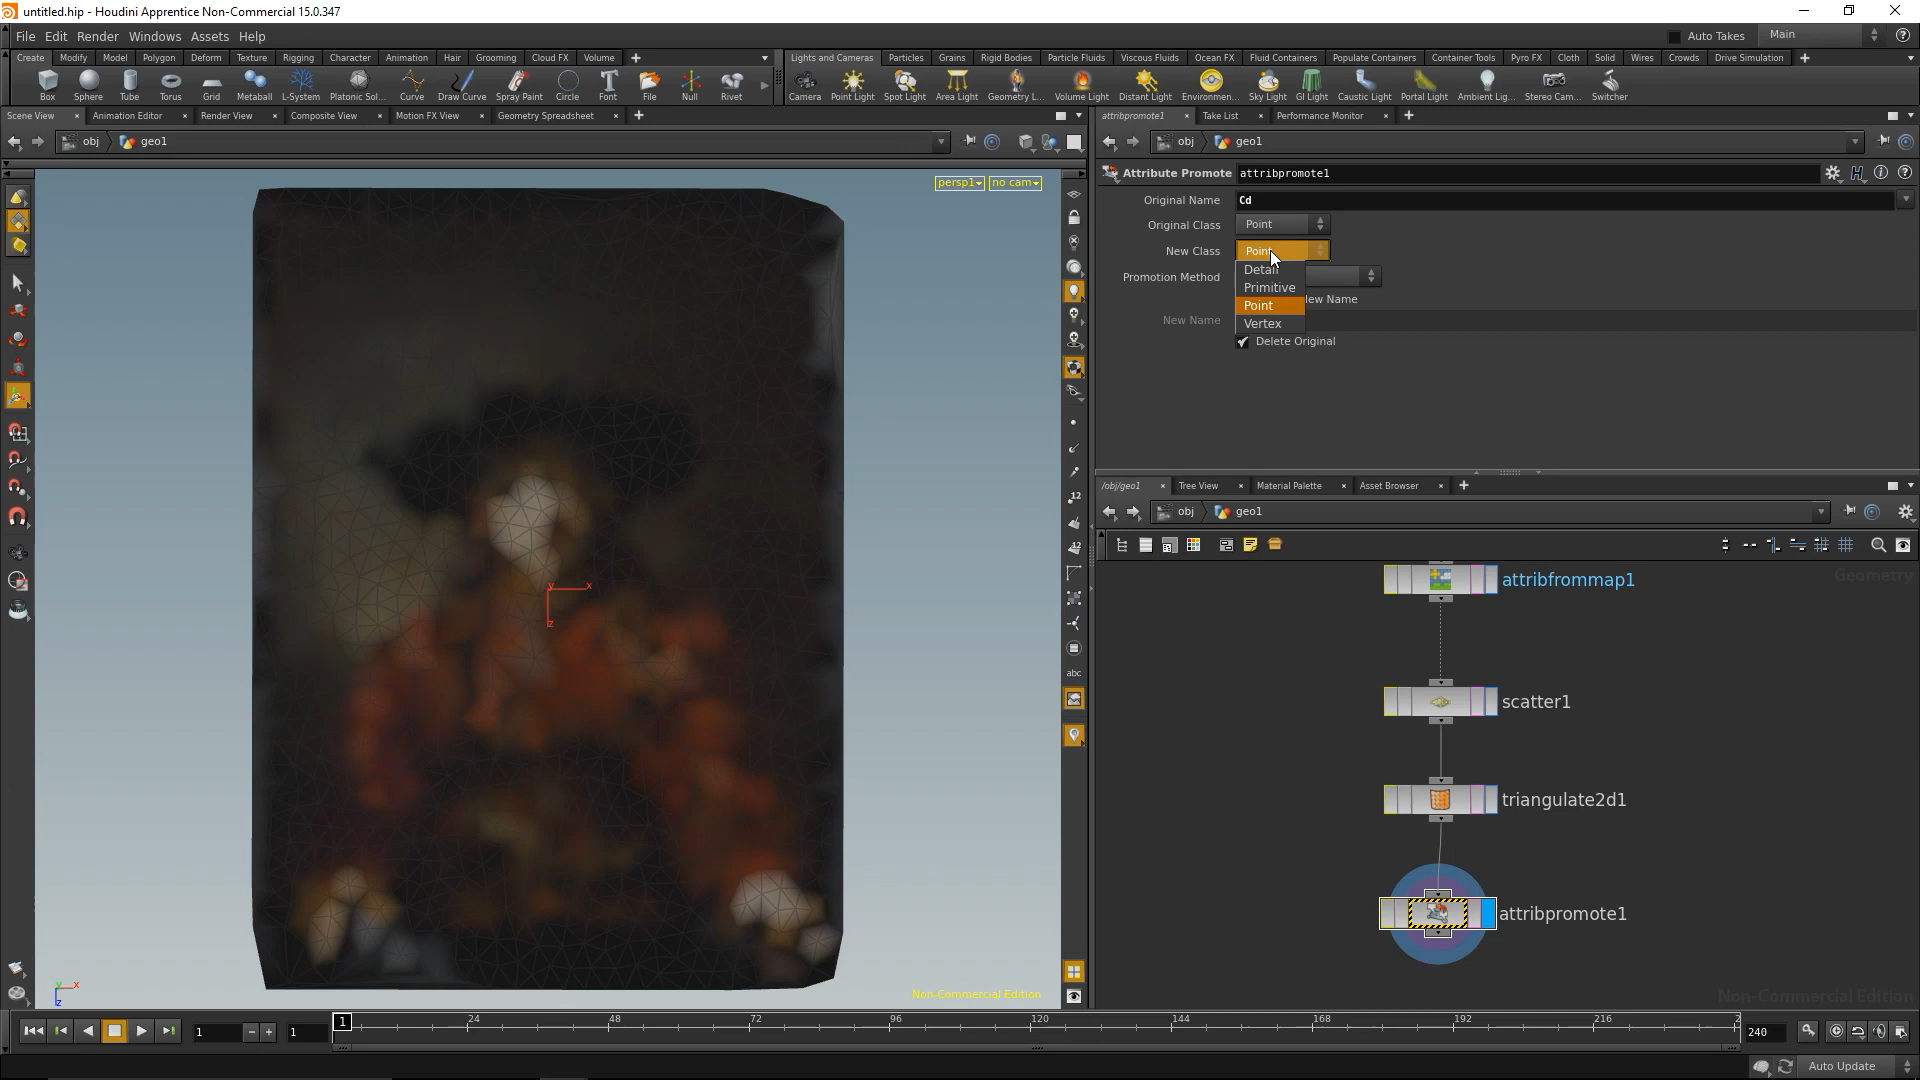 untitled.hip - Houdini Apprentice Non-Commercial 15.0.347
File Edit Render Windows Assets Help
Auto Takes Main
Create Modify Model Polygon Deform Texture Rigging Character Animation Hair Grooming Cloud FX Volume
Lights and Cameras Particles Grains Rigid Bodies Particle Fluids Viscous Fluids Ocean FX Fluid Containers Populate Containers Container Tools Pyro FX Cloth Solid Wires Crowds Drive Simulation
Box Sphere Tube Torus Grid Metaball L-System Platonic Sol... Curve Draw Curve Spray Paint Circle Font File Null Rivet
Camera Point Light Spot Light Area Light Geometry L... Volume Light Distant Light Environmen... Sky Light GI Light Caustic Light Portal Light Ambient Lig... Stereo Cam... Switcher
Scene View Animation Editor Render View Composite View Motion FX View Geometry Spreadsheet
attribpromote1 Take List Performance Monitor
obj geo1
obj geo1
persp1 no cam
Attribute Promote attribpromote1
Original Name Cd
Original Class Point
New Class Point
Detail
Primitive
Point
Vertex
Promotion Method
New Name
New Name
Delete Original
/obj/geo1 Tree View Material Palette Asset Browser
obj geo1
Geometry
attribfrommap1
scatter1
triangulate2d1
attribpromote1
Non-Commercial Edition
12
12
abc
y x
z
y x
z
Non-Commercial Edition
1 1 1 24 48 72 96 120 144 168 192 216 2 240
Auto Update